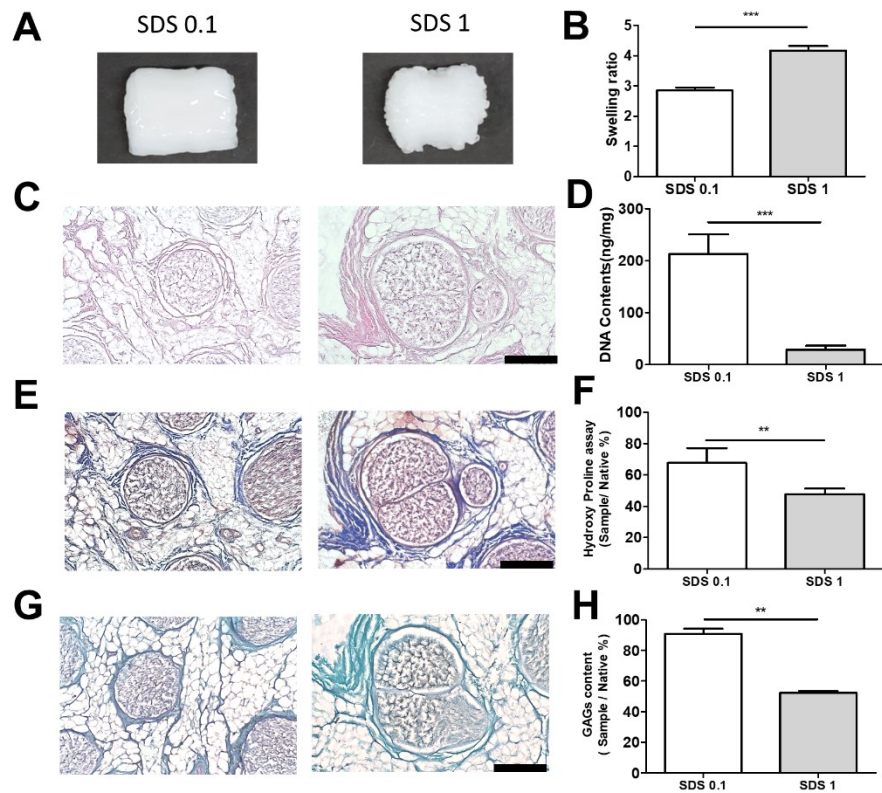 A
SDS 0.1
SDS 1
B
***
Swelling ratio
5
4
3
2
1
0
SDS 0.1
SDS 1
C
D
***
DNA Contents(ng/mg)
300
200
100
0
SDS 0.1
SDS 1
E
F
**
Hydroxy Proline assay
(Sample/ Native %)
100
80
60
40
20
0
SDS 0.1
SDS 1
G
H
**
GAGs content
( Sample / Native %)
100
80
60
40
20
0
SDS 0.1
SDS 1